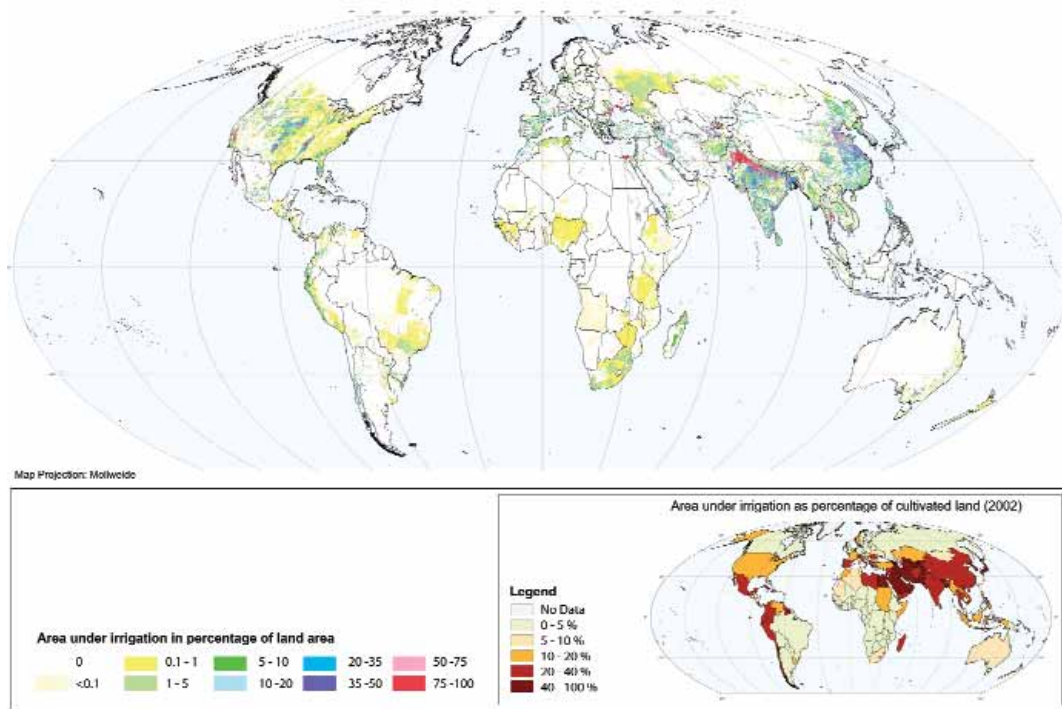 Map Projection: Mollweide
Area under irrigation in percentage of land area
0
0.1 - 1
5 - 10
20 -35
50 -75
<0.1
1 - 5
10 -20
35 -50
75 -100
Area under irrigation as percentage of cultivated land (2002)
Legend
No Data
0 - 5 %
5 - 10 %
10 - 20 %
20 - 40 %
40 - 100 %